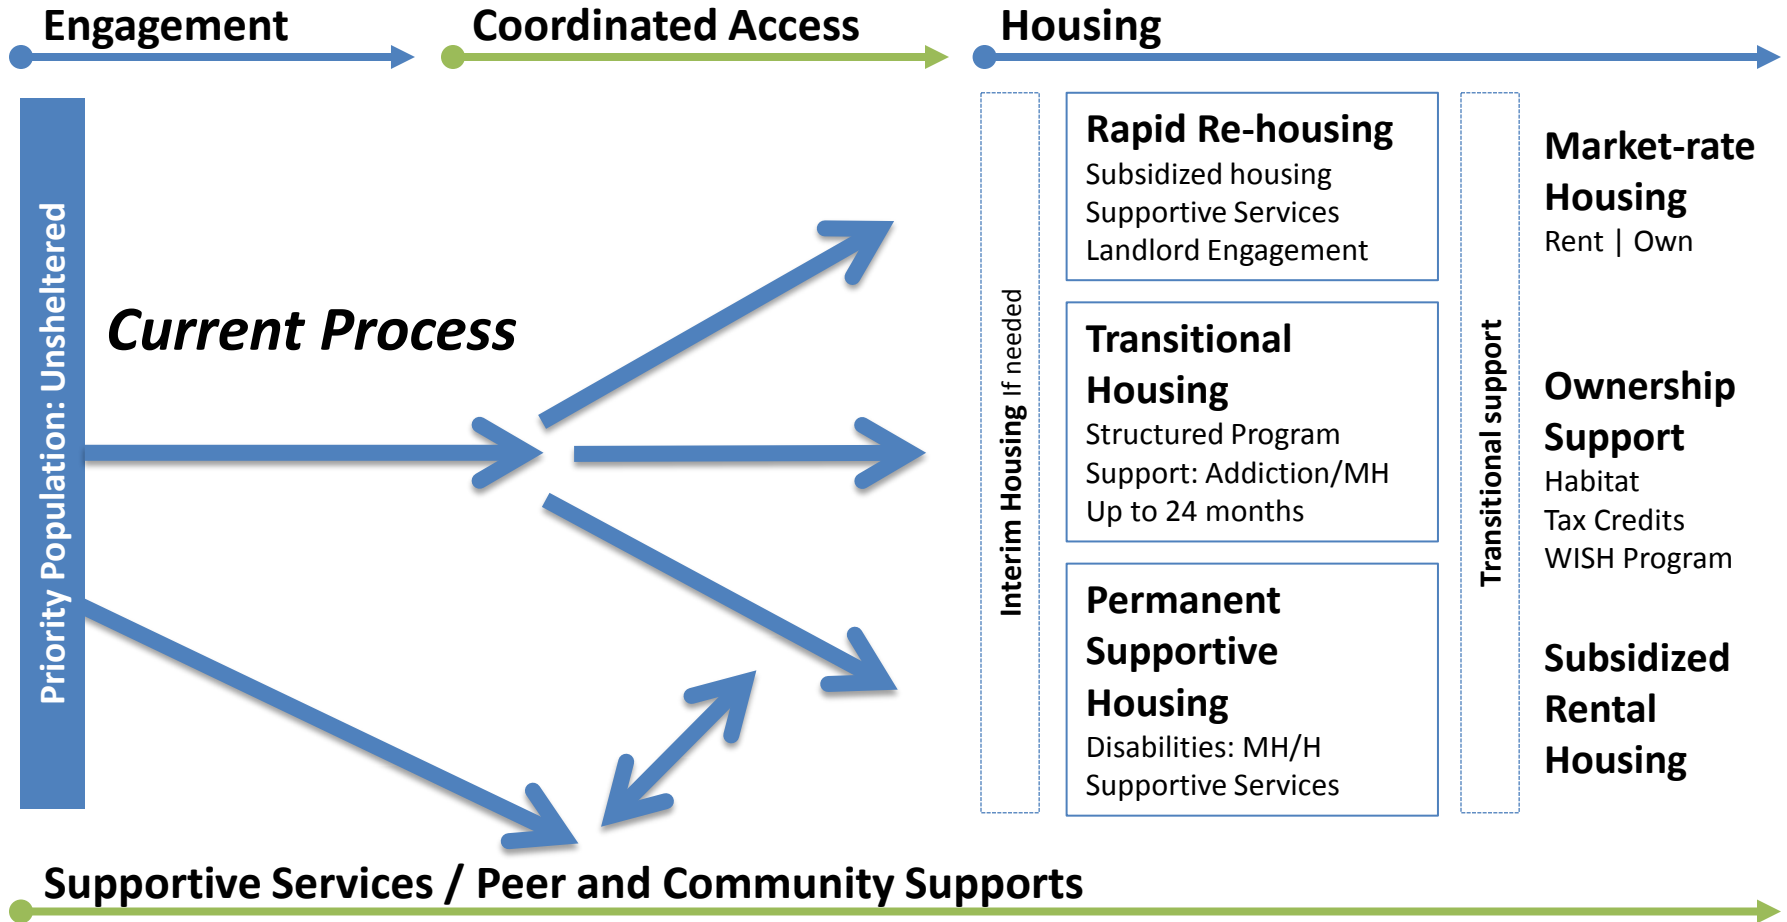 Engagement
Coordinated Access
Housing
Priority Population: Unsheltered
Current Process
Interim Housing If needed
Rapid Re-housing
Subsidized housing
Supportive Services
Landlord Engagement
Transitional
Housing
Structured Program
Support: Addiction/MH
Up to 24 months
Permanent
Supportive
Housing
Disabilities: MH/H
Supportive Services
Transitional support
Market-rate
Housing
Rent | Own
Ownership
Support
Habitat
Tax Credits
WISH Program
Subsidized
Rental
Housing
Supportive Services / Peer and Community Supports